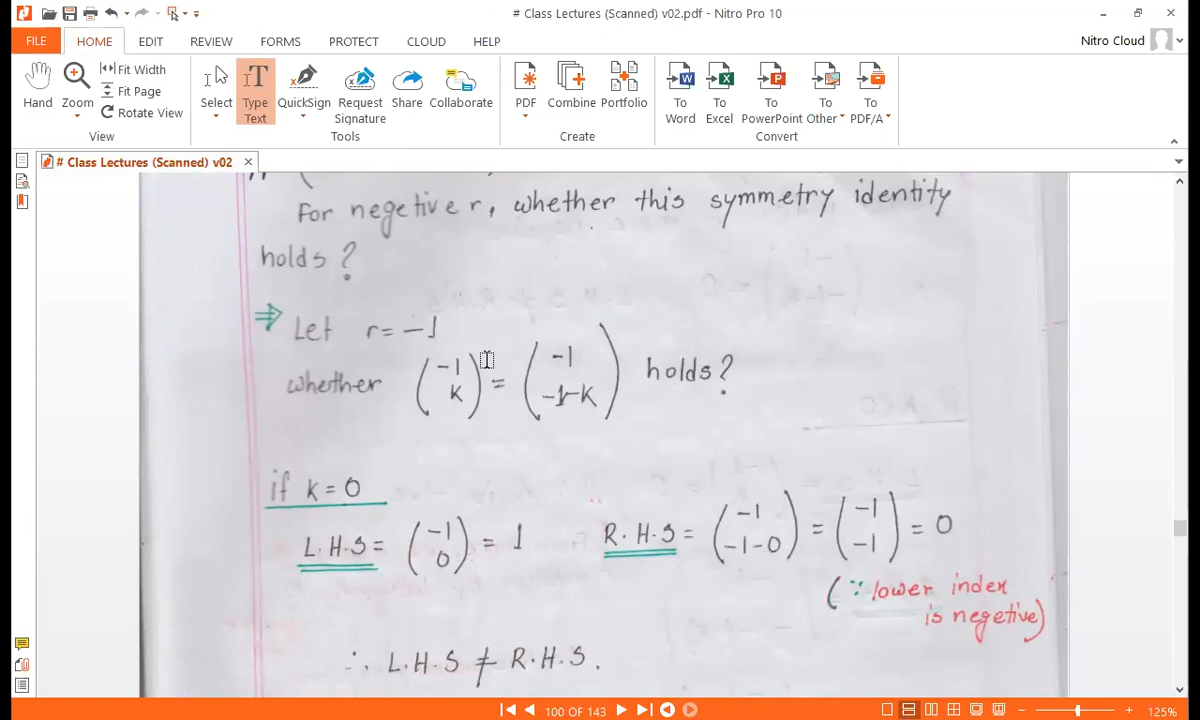 # Class Lectures (Scanned) v02.pdf - Nitro Pro 10
FILE HOME EDIT REVIEW FORMS PROTECT CLOUD HELP Nitro Cloud
Hand Zoom Fit Width Fit Page Rotate View
Select Type Text QuickSign Request Signature Share Collaborate
PDF Combine Portfolio
To Word To Excel To PowerPoint To Other To PDF/A
View Tools Create Convert
# Class Lectures (Scanned) v02
For negetive r, whether this symmetry identity
holds?
⇒ Let r = -1
whether (-1 K) = (-1 -1-K) holds?
if k = 0
L.H.S = (-1 0) = 1 R.H.S = (-1 -1-0) = (-1 -1) = 0
(∵ lower index
is negetive)
∴ L.H.S ≠ R.H.S.
100 OF 143 125%